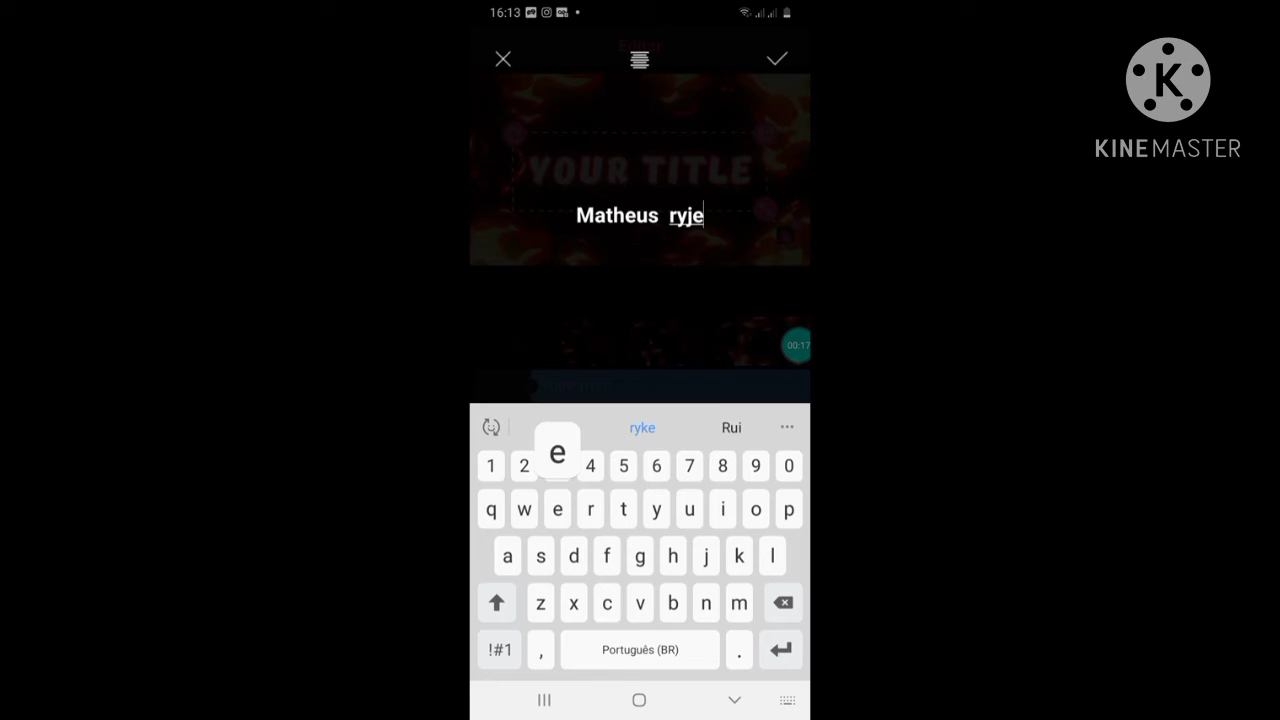 16:13
Editar
YOUR TITLE
Matheus ryje
00:17
ryke Rui
e
1 2 4 5 6 7 8 9 0
q w e r t y u i o p
a s d f g h j k l
z x c v b n m
!#1 , Português (BR) .
K
KINEMASTER